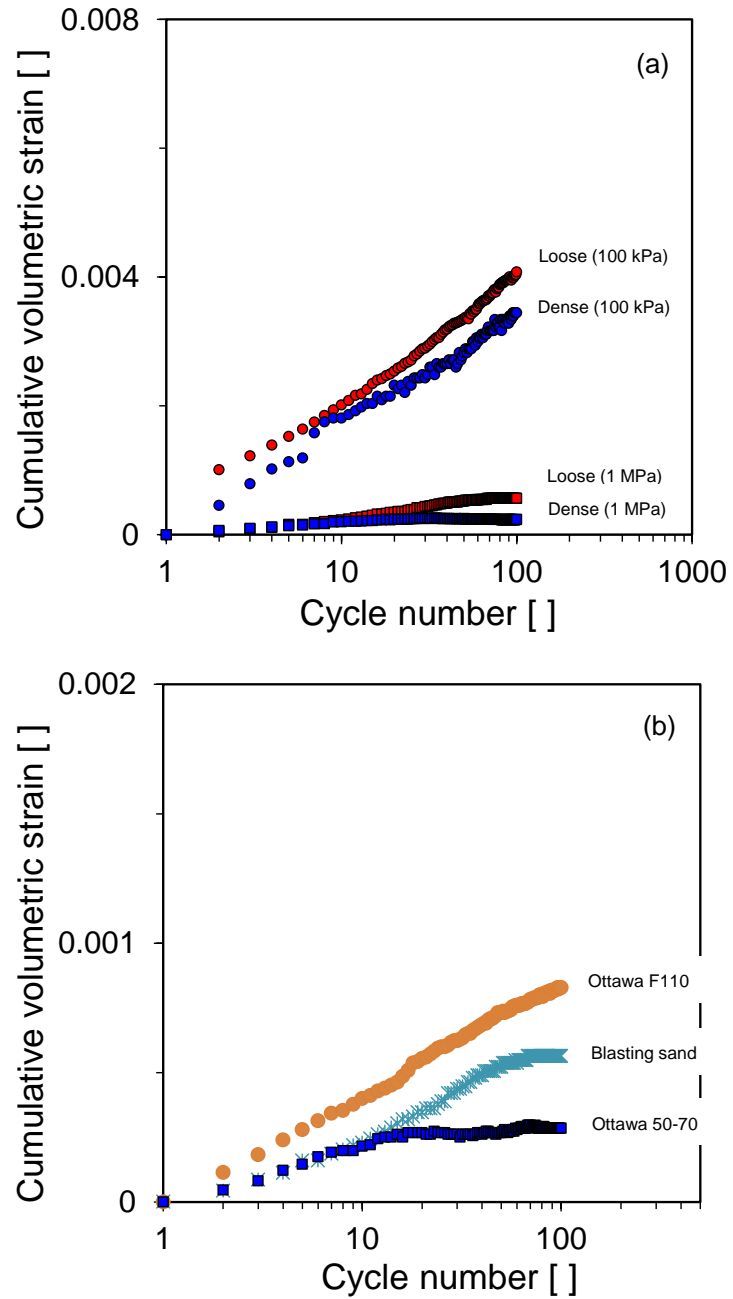 0.008
(a)
Cumulative volumetric strain [ ]
Loose (100 kPa)
0.004
Dense (100 kPa)
Loose (1 MPa)
Dense (1 MPa)
0
1 10 100 1000
Cycle number [ ]
0.002
(b)
Cumulative volumetric strain [ ]
Ottawa F110
0.001
Blasting sand
Ottawa 50-70
0
1 10 100
Cycle number [ ]